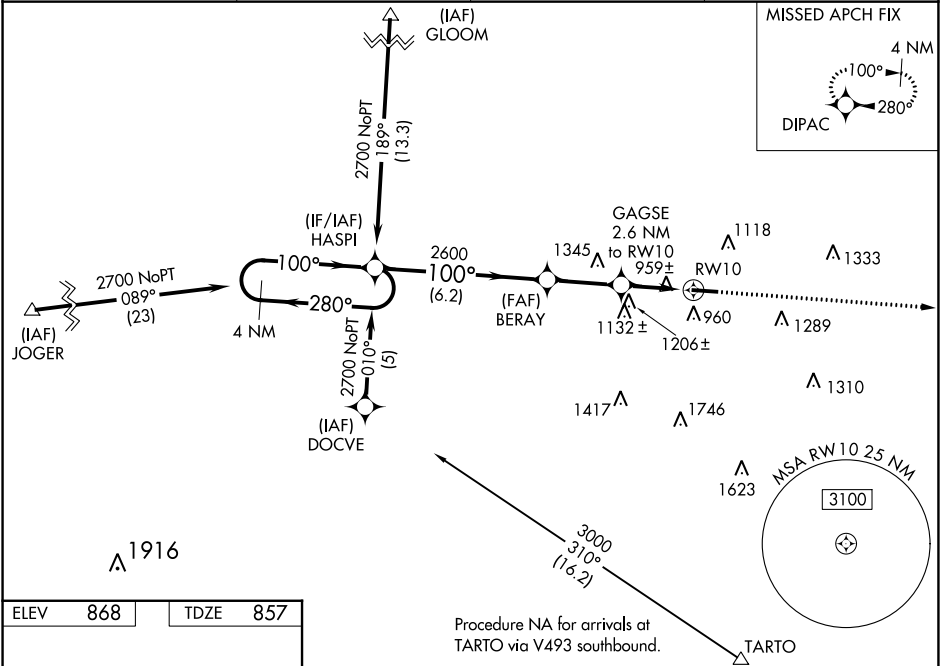 (IAF)
GLOOM
MISSED APCH FIX
4 NM
100°
280°
DIPAC
2700 NoPT
189°
(13.3)
(IF/IAF)
HASPI
100°
280°
4 NM
2600
100°
(6.2)
GAGSE
2.6 NM
to RW10
1345
959±
RW10
1118
1333
2700 NoPT
089°
(23)
(IAF)
JOGER
(FAF)
BERAY
1132 ±
1206 ±
960
1289
2700 NoPT
010°
(5)
(IAF)
DOCVE
1310
1417
1746
1623
MSA RW10 25 NM
3100
3000
310°
(16.2)
1916
ELEV 868
TDZE 857
Procedure NA for arrivals at
TARTO via V493 southbound.
TARTO